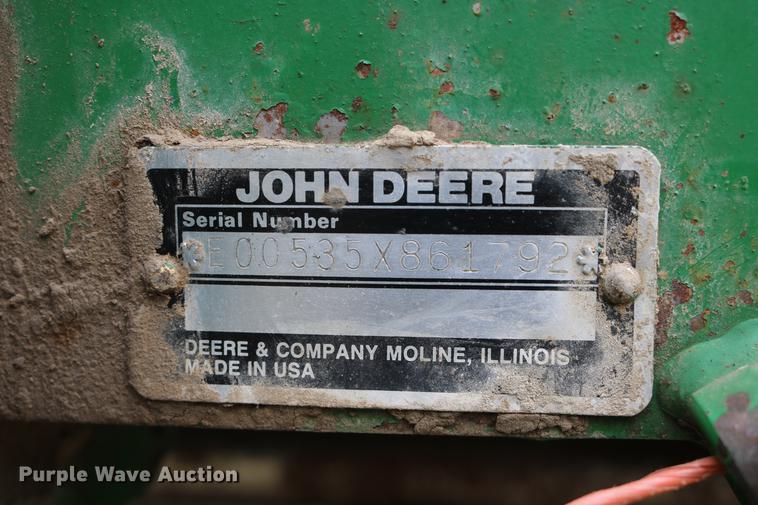 JOHN DEERE
Serial Number
*E00535X861792*
DEERE & COMPANY MOLINE, ILLINOIS
MADE IN USA
Purple Wave Auction